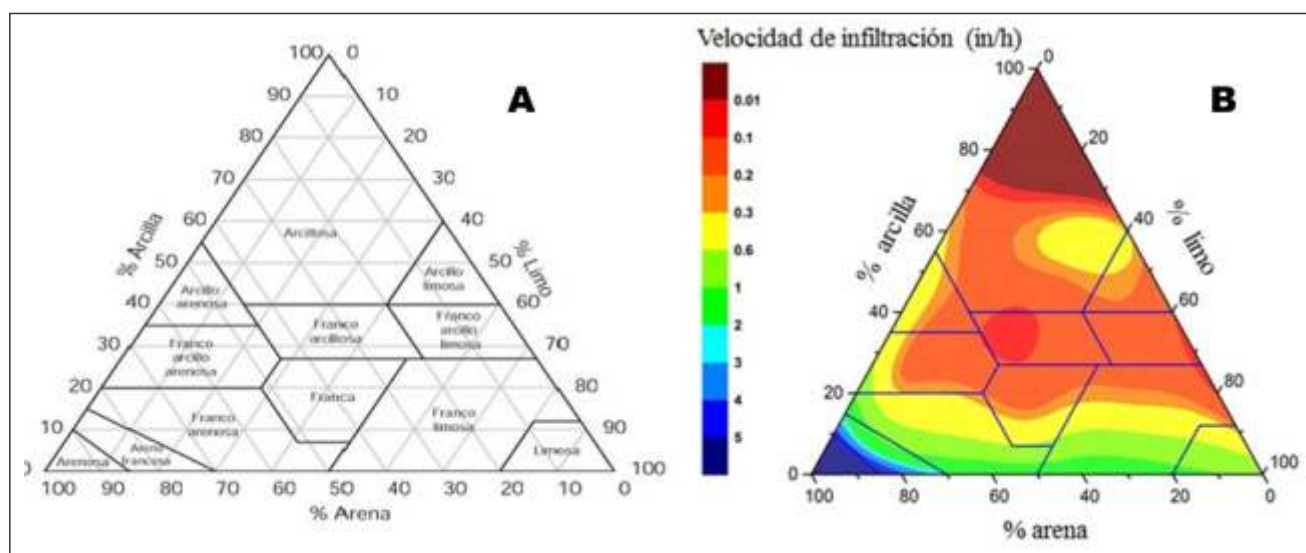 A
100 0
90 10
80 20
70 30
60 40
50 50
40 60
30 70
20 80
10 90
100
% Arcilla
% Limo
Arcillosa
Arcillo
arenosa
Arcillo
limosa
Franco
arcillosa
Franco
arcillo
limosa
Franco
arcillo
arenosa
Franca
Franco
arenosa
Franco
limosa
Limosa
Arenosa
Arena
francosa
100 90 80 70 60 50 40 30 20 10 0
% Arena
Velocidad de infiltración (in/h)
0.01
0.1
0.2
0.3
0.6
1
2
3
4
5
B
100 0
80 20
60 40
40 60
20 80
0 100
% arcilla
% limo
100 80 60 40 20 0
% arena